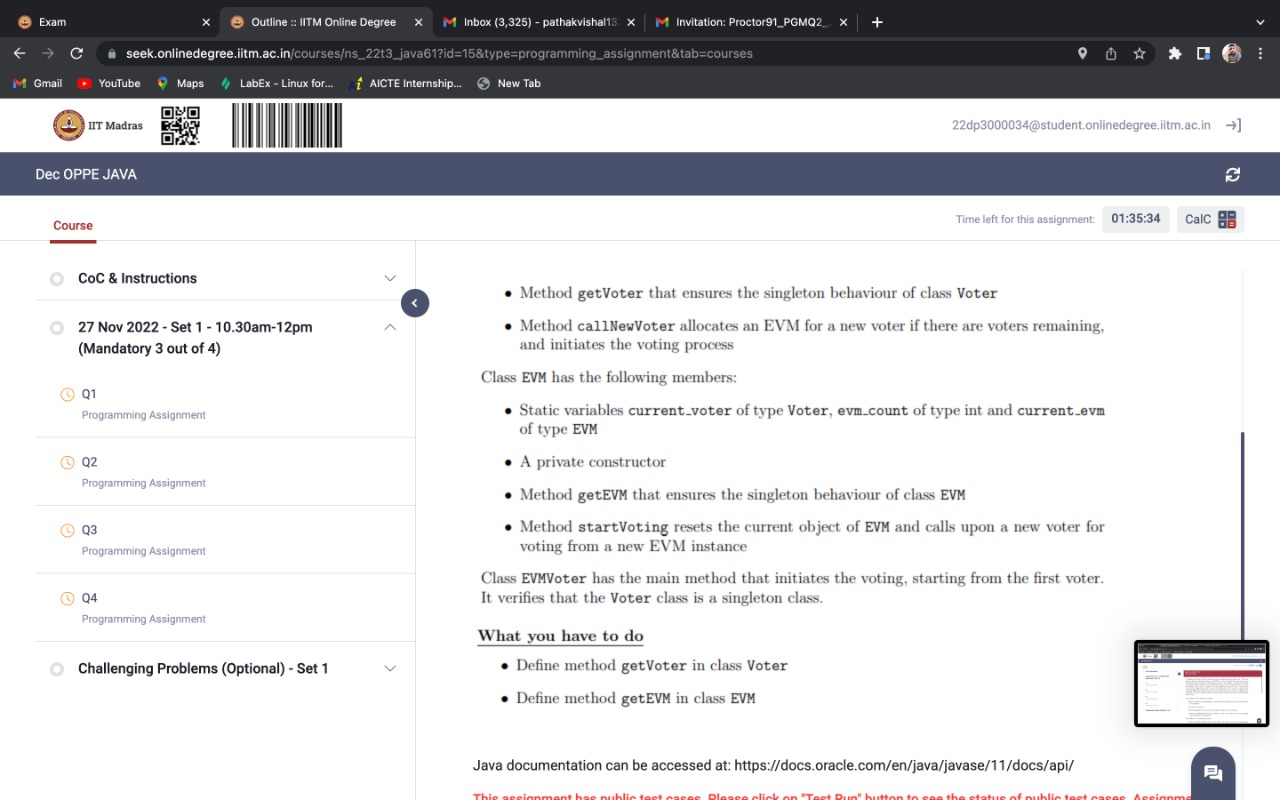 Exam
Outline :: IITM Online Degree
Inbox (3,325) - pathakvishal13
Invitation: Proctor91_PGMQ2_
seek.onlinedegree.iitm.ac.in/courses/ns_22t3_java61?id=15&type=programming_assignment&tab=courses
Gmail
YouTube
Maps
LabEx - Linux for...
AICTE Internship...
New Tab
IIT Madras
22dp3000034@student.onlinedegree.iitm.ac.in
Dec OPPE JAVA
Course
Time left for this assignment:
01:35:34
CalC
CoC & Instructions
27 Nov 2022 - Set 1 - 10.30am-12pm
(Mandatory 3 out of 4)
Q1
Programming Assignment
Q2
Programming Assignment
Q3
Programming Assignment
Q4
Programming Assignment
Challenging Problems (Optional) - Set 1
• Method getVoter that ensures the singleton behaviour of class Voter
• Method callNewVoter allocates an EVM for a new voter if there are voters remaining,
and initiates the voting process
Class EVM has the following members:
• Static variables current_voter of type Voter, evm_count of type int and current_evm
of type EVM
• A private constructor
• Method getEVM that ensures the singleton behaviour of class EVM
• Method startVoting resets the current object of EVM and calls upon a new voter for
voting from a new EVM instance
Class EVMVoter has the main method that initiates the voting, starting from the first voter.
It verifies that the Voter class is a singleton class.
What you have to do
• Define method getVoter in class Voter
• Define method getEVM in class EVM
Java documentation can be accessed at: https://docs.oracle.com/en/java/javase/11/docs/api/
This assignment has public test cases. Please click on "Test Run" button to see the status of public test cases. Assignme